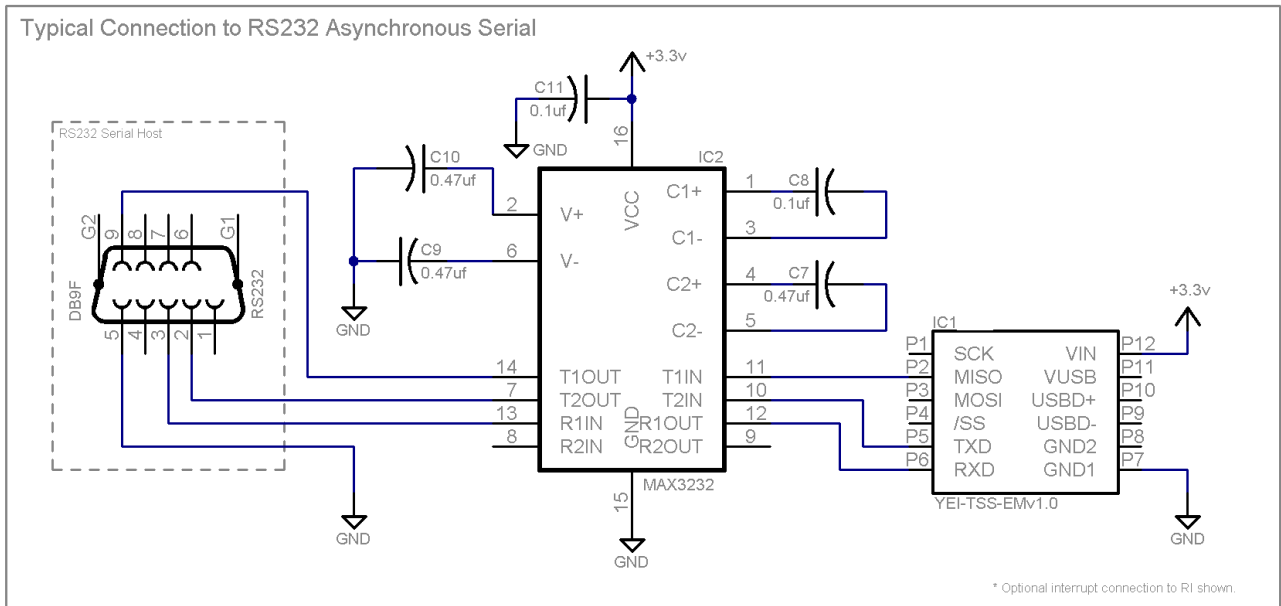 Typical Connection to RS232 Asynchronous Serial
+3.3v
C11
0.1uf
GND
16
RS232 Serial Host
C10
0.47uf
C9
0.47uf
GND
IC2
VCC
V+
V-
C1+
C1-
C2+
C2-
2
6
1
3
4
5
C8
0.1uf
C7
0.47uf
G2
9
8
7
6
G1
DB9F
RS232
5
4
3
2
1
14
7
13
8
T1OUT
T2OUT
R1IN
R2IN
GND
T1IN
T2IN
R1OUT
R2OUT
11
10
12
9
MAX3232
15
GND
GND
+3.3v
IC1
P1 SCK VIN P12
P2 MISO VUSB P11
P3 MOSI USBD+ P10
P4 /SS USBD- P9
P5 TXD GND2 P8
P6 RXD GND1 P7
YEI-TSS-EMv1.0
GND
* Optional interrupt connection to RI shown.